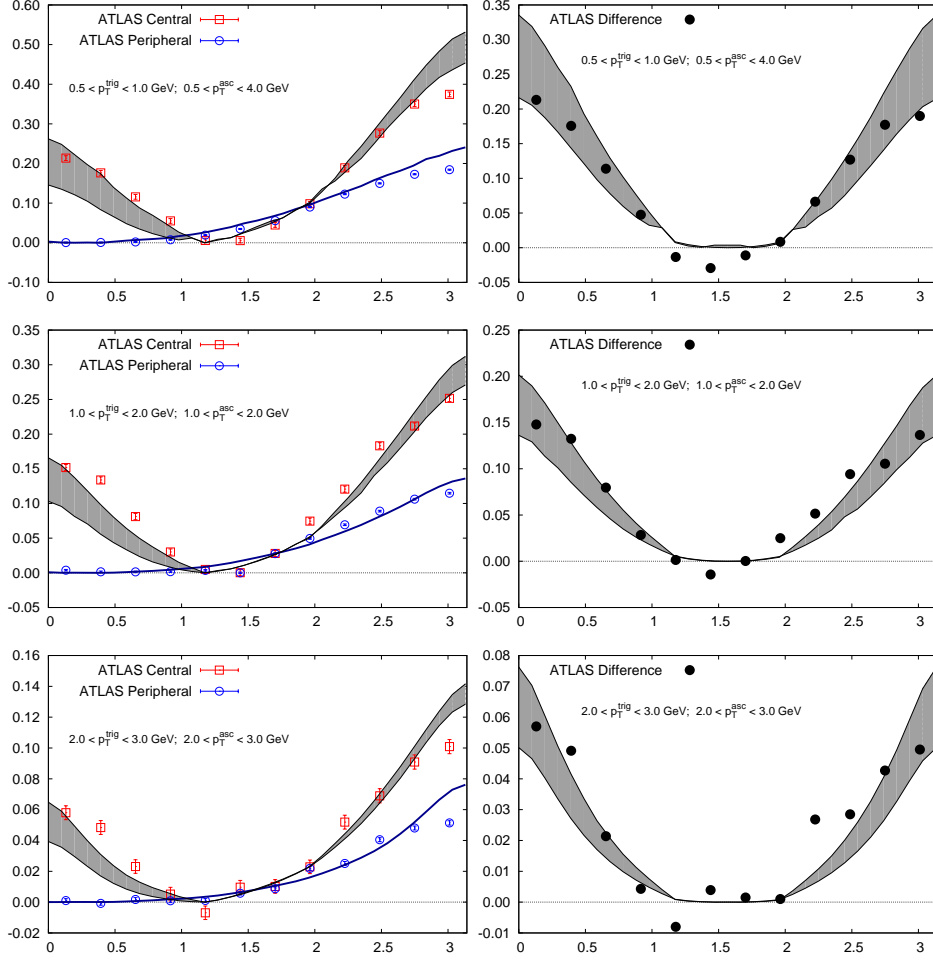 0.60
0.50
0.40
0.30
0.20
0.10
0.00
-0.10
ATLAS Central
ATLAS Peripheral
0.5 < p_T^trig < 1.0 GeV; 0.5 < p_T^asc < 4.0 GeV
0 0.5 1 1.5 2 2.5 3
0.35
0.30
0.25
0.20
0.15
0.10
0.05
0.00
-0.05
ATLAS Difference
0.5 < p_T^trig < 1.0 GeV; 0.5 < p_T^asc < 4.0 GeV
0 0.5 1 1.5 2 2.5 3
0.35
0.30
0.25
0.20
0.15
0.10
0.05
0.00
-0.05
ATLAS Central
ATLAS Peripheral
1.0 < p_T^trig < 2.0 GeV; 1.0 < p_T^asc < 2.0 GeV
0 0.5 1 1.5 2 2.5 3
0.25
0.20
0.15
0.10
0.05
0.00
-0.05
ATLAS Difference
1.0 < p_T^trig < 2.0 GeV; 1.0 < p_T^asc < 2.0 GeV
0 0.5 1 1.5 2 2.5 3
0.16
0.14
0.12
0.10
0.08
0.06
0.04
0.02
0.00
-0.02
ATLAS Central
ATLAS Peripheral
2.0 < p_T^trig < 3.0 GeV; 2.0 < p_T^asc < 3.0 GeV
0 0.5 1 1.5 2 2.5 3
0.08
0.07
0.06
0.05
0.04
0.03
0.02
0.01
0.00
-0.01
ATLAS Difference
2.0 < p_T^trig < 3.0 GeV; 2.0 < p_T^asc < 3.0 GeV
0 0.5 1 1.5 2 2.5 3